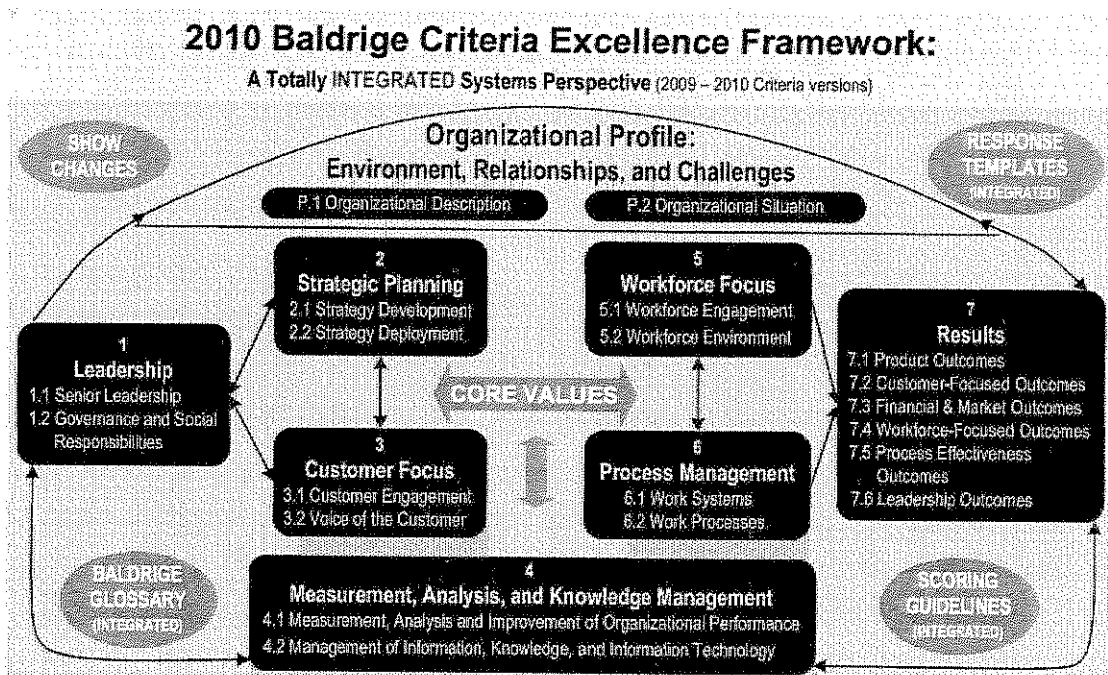 2010 Baldrige Criteria Excellence Framework:
A Totally INTEGRATED Systems Perspective (2009 – 2010 Criteria versions)
SHOW
CHANGES
Organizational Profile:
Environment, Relationships, and Challenges
RESPONSE
TEMPLATES
(INTEGRATED)
P.1 Organizational Description
P.2 Organizational Situation
1
Leadership
1.1 Senior Leadership
1.2 Governance and Social
Responsibilities
2
Strategic Planning
2.1 Strategy Development
2.2 Strategy Deployment
3
Customer Focus
3.1 Customer Engagement
3.2 Voice of the Customer
CORE VALUES
5
Workforce Focus
5.1 Workforce Engagement
5.2 Workforce Environment
6
Process Management
6.1 Work Systems
6.2 Work Processes
7
Results
7.1 Product Outcomes
7.2 Customer-Focused Outcomes
7.3 Financial & Market Outcomes
7.4 Workforce-Focused Outcomes
7.5 Process Effectiveness
Outcomes
7.6 Leadership Outcomes
BALDRIGE
GLOSSARY
(INTEGRATED)
4
Measurement, Analysis, and Knowledge Management
4.1 Measurement, Analysis and Improvement of Organizational Performance
4.2 Management of Information, Knowledge, and Information Technology
SCORING
GUIDELINES
(INTEGRATED)